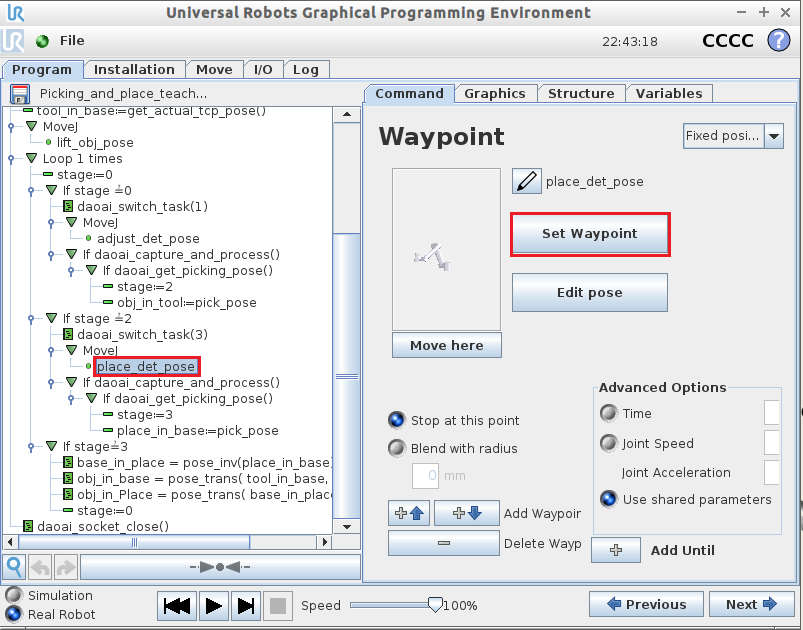 Universal Robots Graphical Programming Environment
File
22:43:18
CCCC
?
Program
Installation
Move
I/O
Log
Picking_and_place_teach...
tool_in_base:=get_actual_tcp_pose()
MoveJ
lift_obj_pose
Loop 1 times
stage:=0
If stage ≟0
daoai_switch_task(1)
MoveJ
adjust_det_pose
If daoai_capture_and_process()
If daoai_get_picking_pose()
stage:=2
obj_in_tool:=pick_pose
If stage ≟2
daoai_switch_task(3)
MoveJ
place_det_pose
If daoai_capture_and_process()
If daoai_get_picking_pose()
stage:=3
place_in_base:=pick_pose
If stage≟3
base_in_place = pose_inv(place_in_base)
obj_in_base = pose_trans( tool_in_base,
obj_in_Place = pose_trans( base_in_place
stage:=0
daoai_socket_close()
Command
Graphics
Structure
Variables
Waypoint
Fixed posi...
place_det_pose
Set Waypoint
Edit pose
Move here
Stop at this point
Blend with radius
0 mm
Add Waypoir
Delete Wayp
Advanced Options
Time
Joint Speed
Joint Acceleration
Use shared parameters
Add Until
Simulation
Real Robot
Speed
100%
Previous
Next